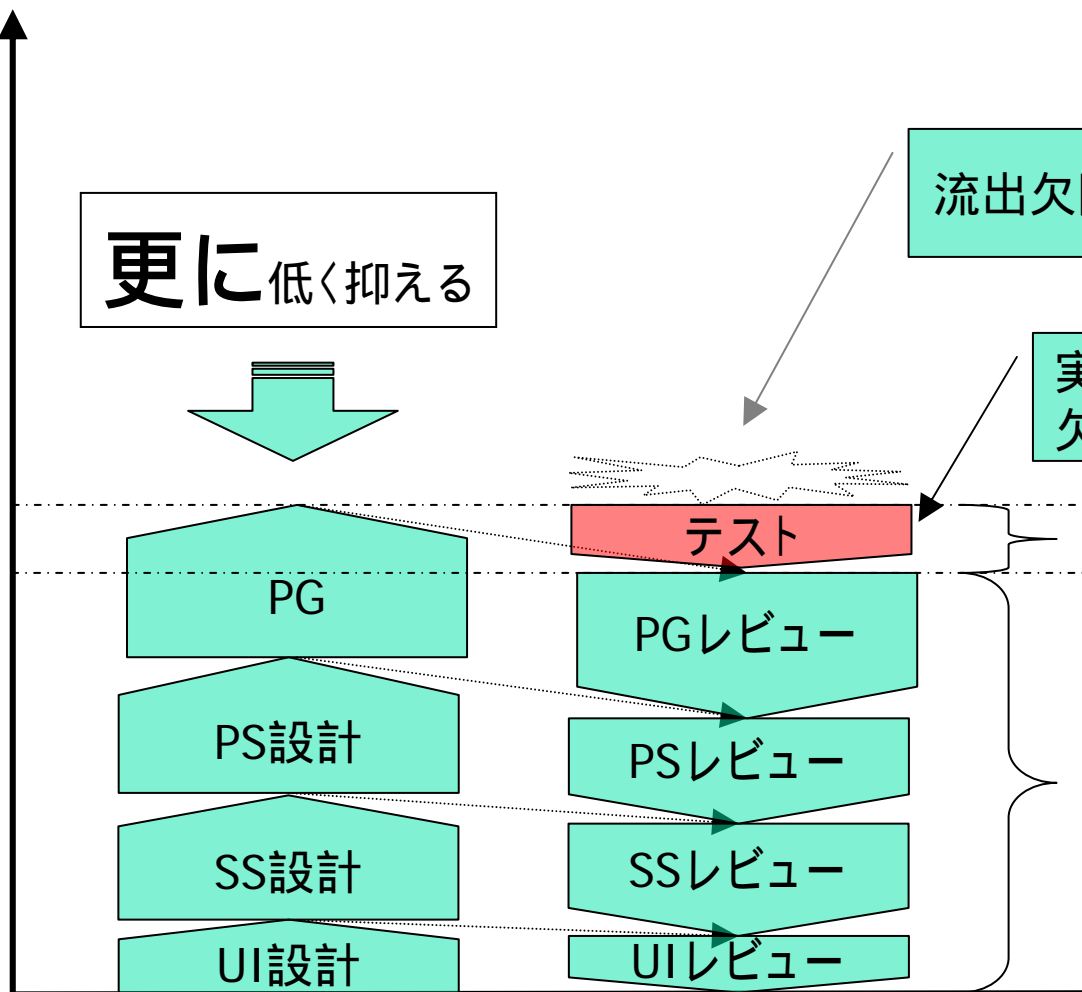 流出欠
更に低く抑える
実
欠
テスト
PG
PGレビュー
PS設計
PSレビュー
SS設計
SSレビュー
UI設計
UIレビュー